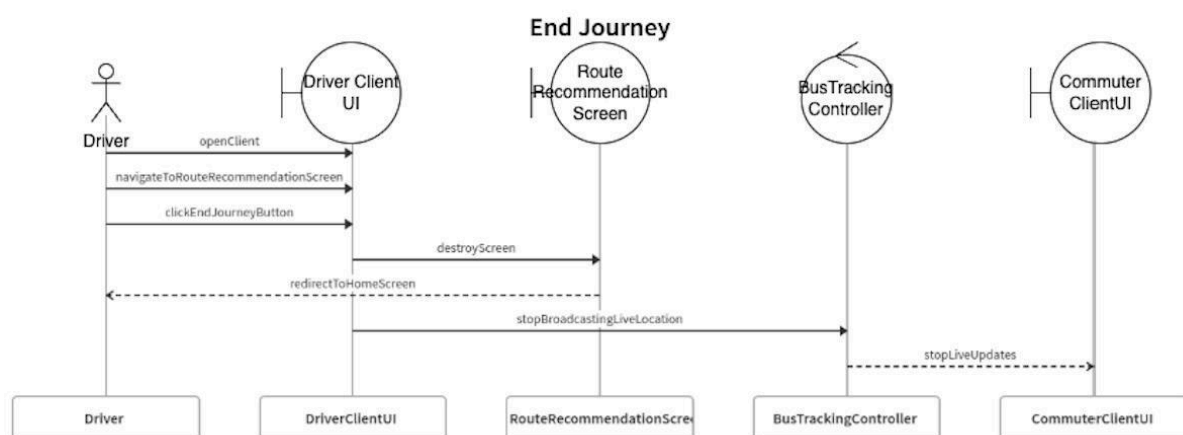 End Journey
Driver Client
UI
Route
Recommendation
Screen
BusTracking
Controller
Commuter
ClientUI
Driver
openClient
navigateToRouteRecommendationScreen
clickEndJourneyButton
destroyScreen
redirectToHomeScreen
stopBroadcastingLiveLocation
stopLiveUpdates
Driver
DriverClientUI
RouteRecommendationScree
BusTrackingController
CommuterClientUI